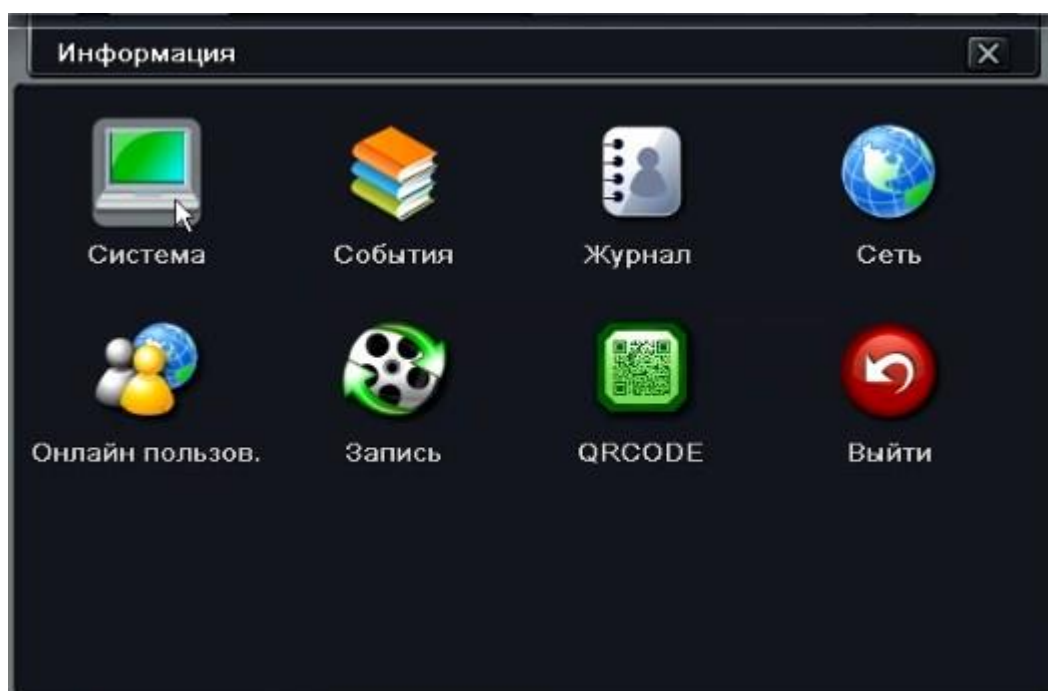 Информация
Система
События
Журнал
Сеть
Онлайн пользов.
Запись
QRCODE
Выйти